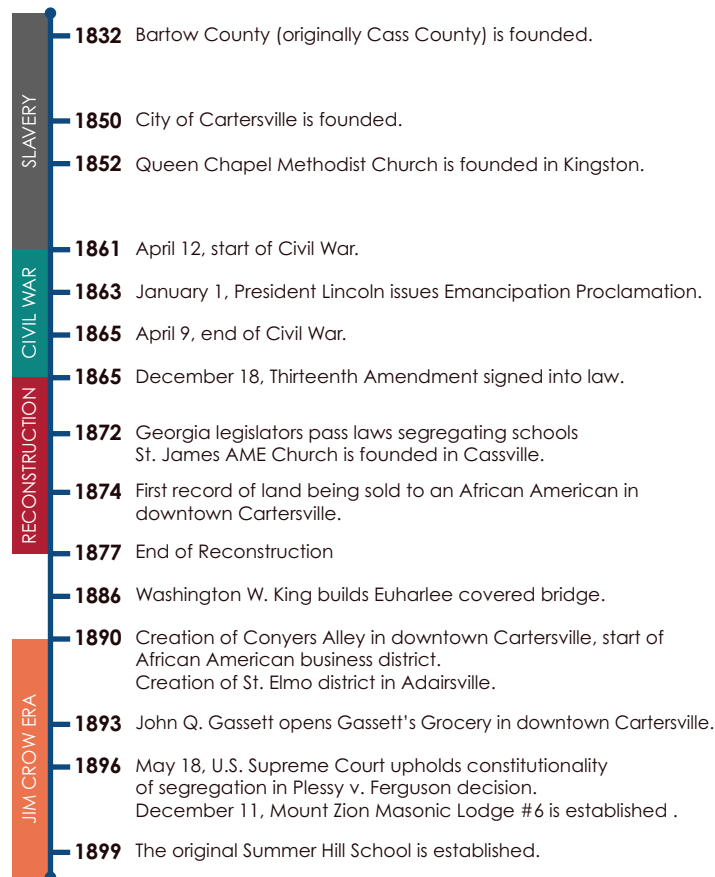 SLAVERY
1832 Bartow County (originally Cass County) is founded.
1850 City of Cartersville is founded.
1852 Queen Chapel Methodist Church is founded in Kingston.
CIVIL WAR
1861 April 12, start of Civil War.
1863 January 1, President Lincoln issues Emancipation Proclamation.
1865 April 9, end of Civil War.
RECONSTRUCTION
1865 December 18, Thirteenth Amendment signed into law.
1872 Georgia legislators pass laws segregating schools
St. James AME Church is founded in Cassville.
1874 First record of land being sold to an African American in
downtown Cartersville.
1877 End of Reconstruction
1886 Washington W. King builds Euharlee covered bridge.
JIM CROW ERA
1890 Creation of Conyers Alley in downtown Cartersville, start of
African American business district.
Creation of St. Elmo district in Adairsville.
1893 John Q. Gassett opens Gassett’s Grocery in downtown Cartersville.
1896 May 18, U.S. Supreme Court upholds constitutionality
of segregation in Plessy v. Ferguson decision.
December 11, Mount Zion Masonic Lodge #6 is established .
1899 The original Summer Hill School is established.